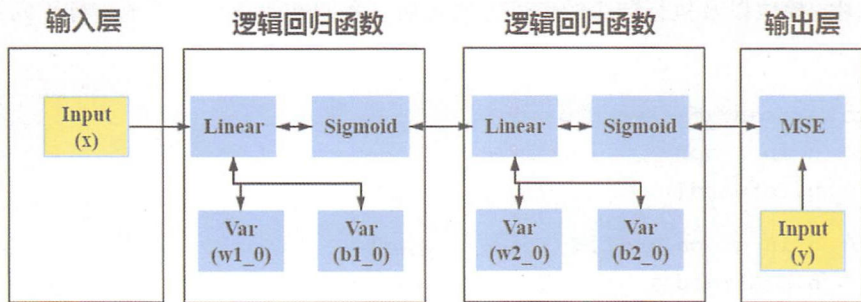 输入层
逻辑回归函数
逻辑回归函数
输出层
Input
(x)
Linear
Sigmoid
Linear
Sigmoid
MSE
Var
(w1_0)
Var
(b1_0)
Var
(w2_0)
Var
(b2_0)
Input
(y)